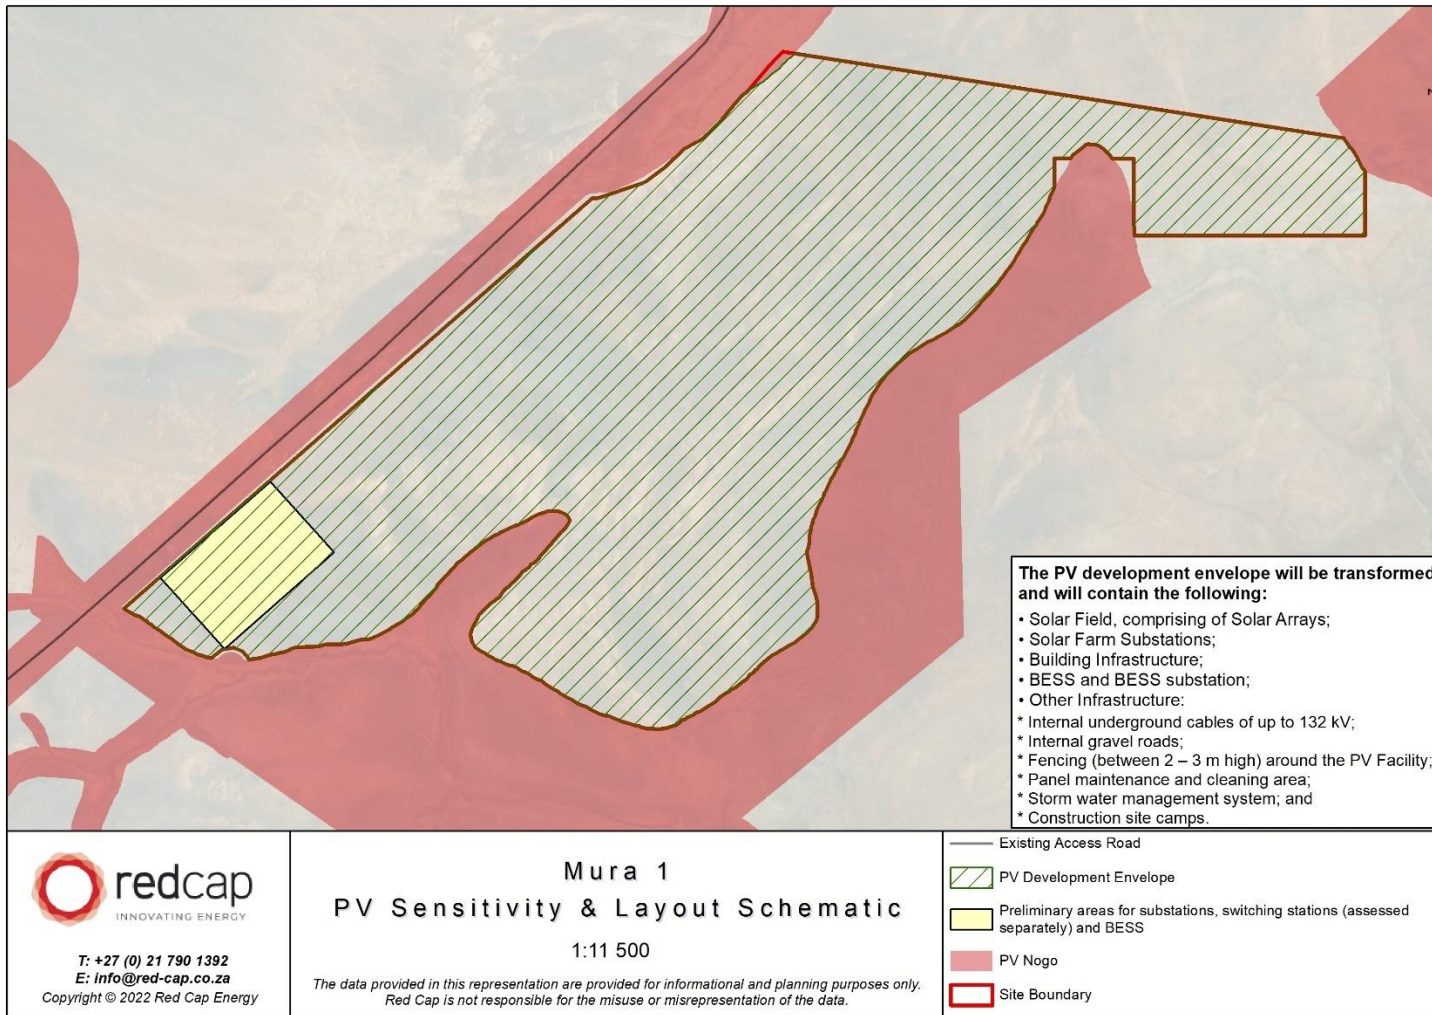 The PV development envelope will be transformed
and will contain the following:
• Solar Field, comprising of Solar Arrays;
• Solar Farm Substations;
• Building Infrastructure;
• BESS and BESS substation;
• Other Infrastructure:
* Internal underground cables of up to 132 kV;
* Internal gravel roads;
* Fencing (between 2 – 3 m high) around the PV Facility;
* Panel maintenance and cleaning area;
* Storm water management system; and
* Construction site camps.
redcap
INNOVATING ENERGY
T: +27 (0) 21 790 1392
E: info@red-cap.co.za
Copyright © 2022 Red Cap Energy
Mura 1
PV Sensitivity & Layout Schematic
1:11 500
The data provided in this representation are provided for informational and planning purposes only.
Red Cap is not responsible for the misuse or misrepresentation of the data.
Existing Access Road
PV Development Envelope
Preliminary areas for substations, switching stations (assessed
separately) and BESS
PV Nogo
Site Boundary